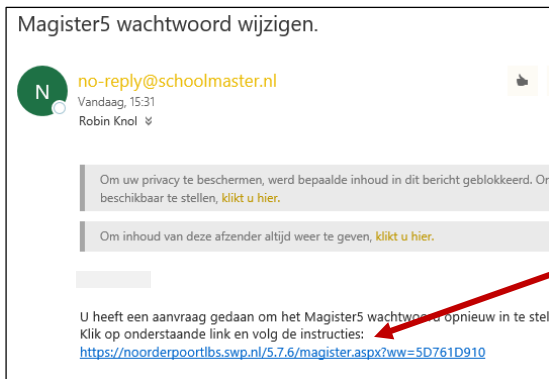 Magister5 wachtwoord wijzigen.
N
no-reply@schoolmaster.nl
Vandaag, 15:31
Robin Knol
Om uw privacy te beschermen, werd bepaalde inhoud in dit bericht geblokkeerd.
beschikbaar te stellen, klikt u hier.
Om inhoud van deze afzender altijd weer te geven, klikt u hier.
U heeft een aanvraag gedaan om het Magister5 wachtwoord opnieuw in te stel
Klik op onderstaande link en volg de instructies:
https://noorderpoortlbs.swp.nl/5.7.6/magister.aspx?ww=5D761D910